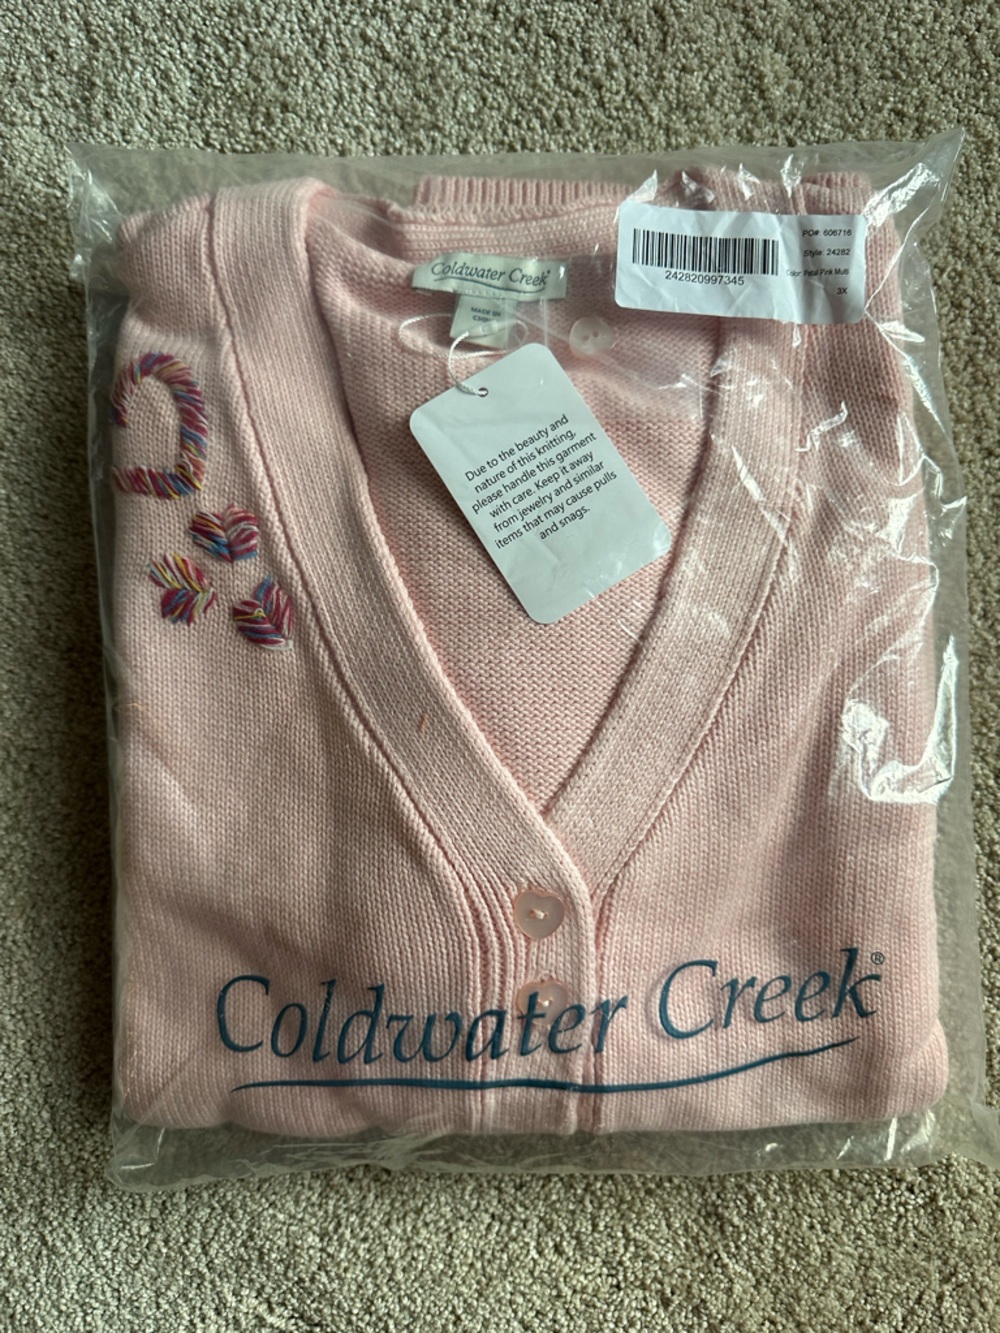 Coldwater Creek®
MADE IN
PO#: 606716
Style: 24282
Color: Petal Pink Multi
3X
242820997345
Due to the beauty and
nature of this knitting,
please handle this garment
with care. Keep it away
from jewelry and similar
items that may cause pulls
and snags.
Coldwater Creek®